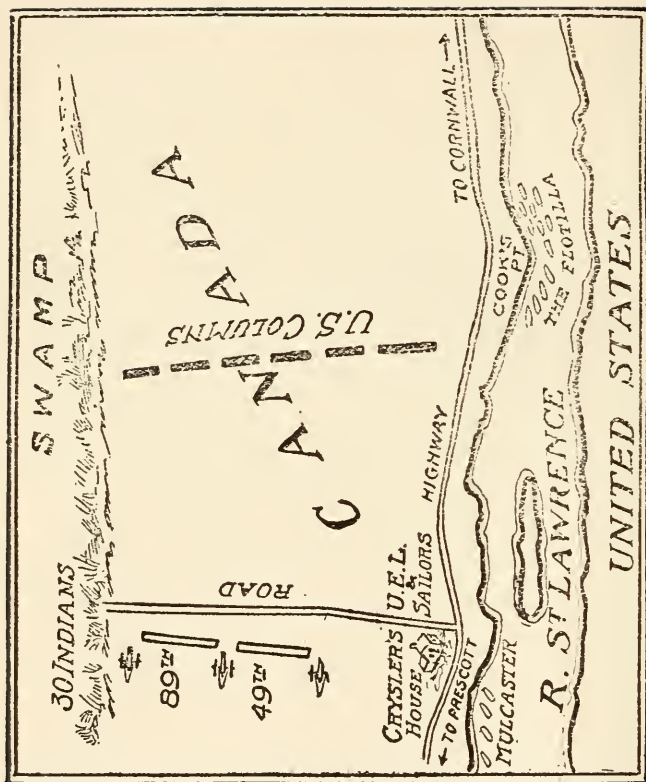 SWAMP
30 INDIANS
CANADA
U.S. COLUMNS
89TH
49TH
ROAD
CRYSLER'S
HOUSE
U.E.L.
&
SAILORS
HIGHWAY
TO CORNWALL
TO PRESCOTT
MULCASTER
COOK'S
PT
THE FLOTILLA
R. ST LAWRENCE
UNITED STATES